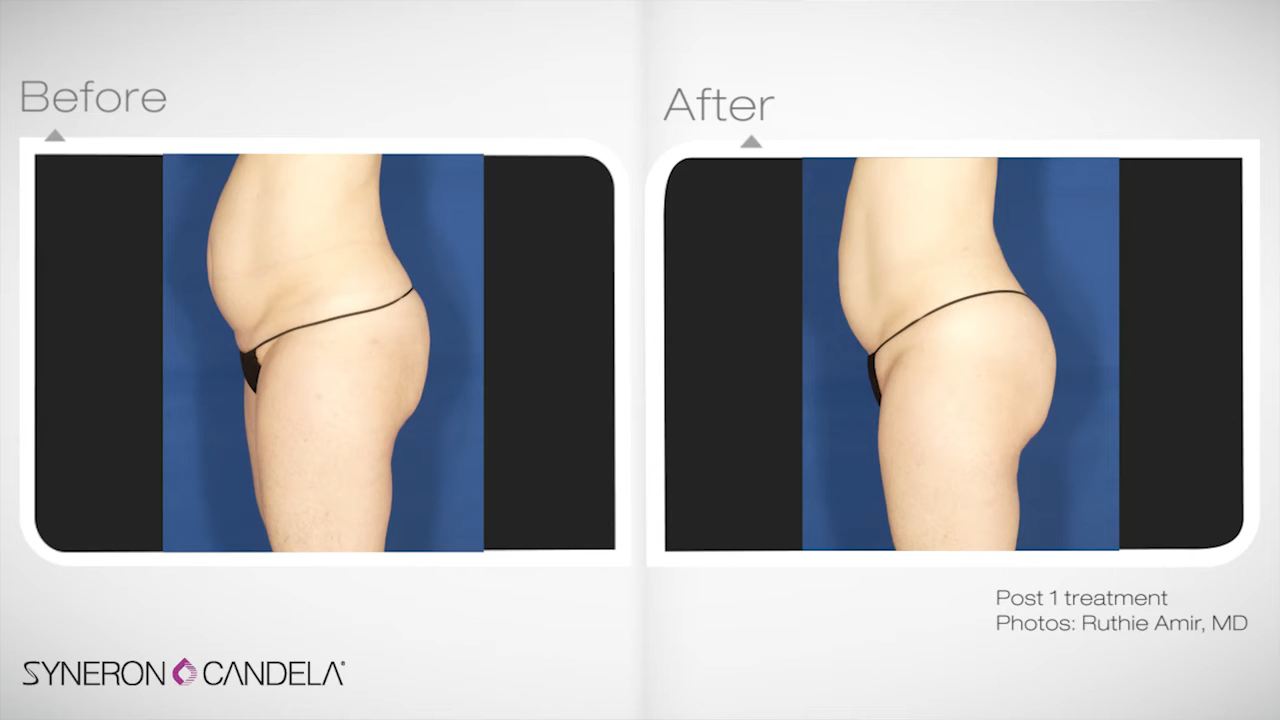 Before
After
Post 1 treatment
Photos: Ruthie Amir, MD
SYNERON CANDELA®